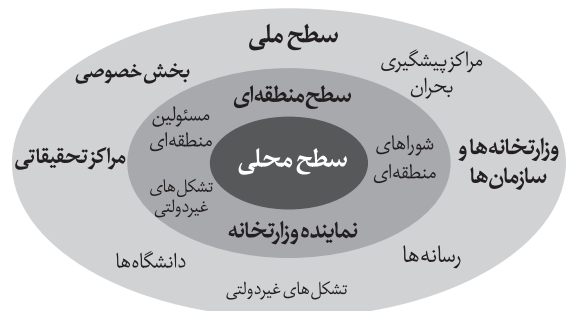 سطح ملی
مراکز پیشگیری
بحران
بخش خصوصی
وزارتخانه‌ها و
سازمان‌ها
مراکز تحقیقاتی
رسانه‌ها
دانشگاه‌ها
تشکل‌های غیردولتی
سطح منطقه‌ای
مسئولین
منطقه‌ای
شوراهای
منطقه‌ای
تشکل‌های
غیردولتی
نماینده وزارتخانه
سطح محلی